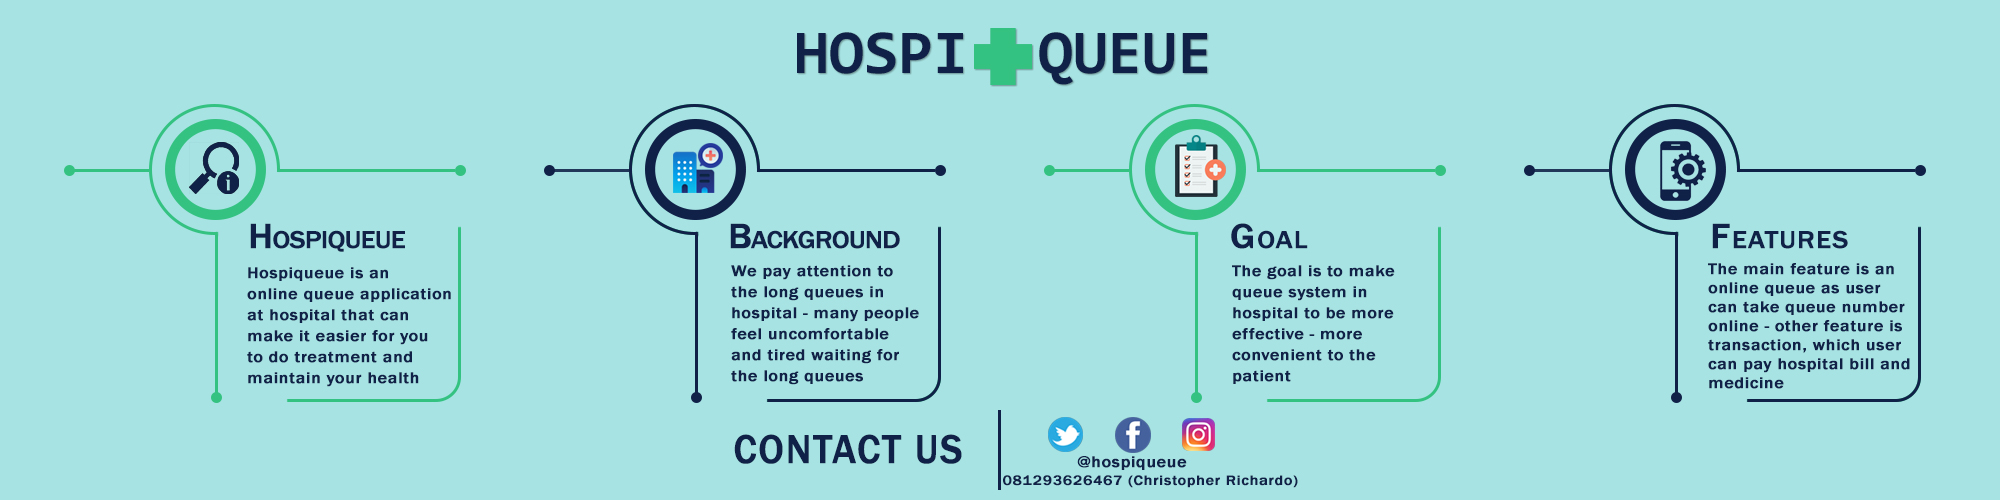 HOSPI QUEUE
HOSPIQUEUE
Hospiqueue is an
online queue application
at hospital that can
make it easier for you
to do treatment and
maintain your health
BACKGROUND
We pay attention to
the long queues in
hospital - many people
feel uncomfortable
and tired waiting for
the long queues
GOAL
The goal is to make
queue system in
hospital to be more
effective - more
convenient to the
patient
FEATURES
The main feature is an
online queue as user
can take queue number
online - other feature is
transaction, which user
can pay hospital bill and
medicine
CONTACT US
@hospiqueue
081293626467 (Christopher Richardo)